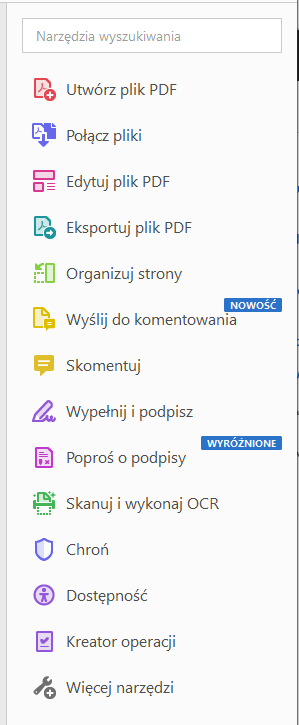 Narzędzia wyszukiwania
Utwórz plik PDF
Połącz pliki
Edytuj plik PDF
Eksportuj plik PDF
Organizuj strony
NOWOŚĆ
Wyślij do komentowania
Skomentuj
Wypełnij i podpisz
WYRÓŻNIONE
Poproś o podpisy
Skanuj i wykonaj OCR
Chroń
Dostępność
Kreator operacji
Więcej narzędzi